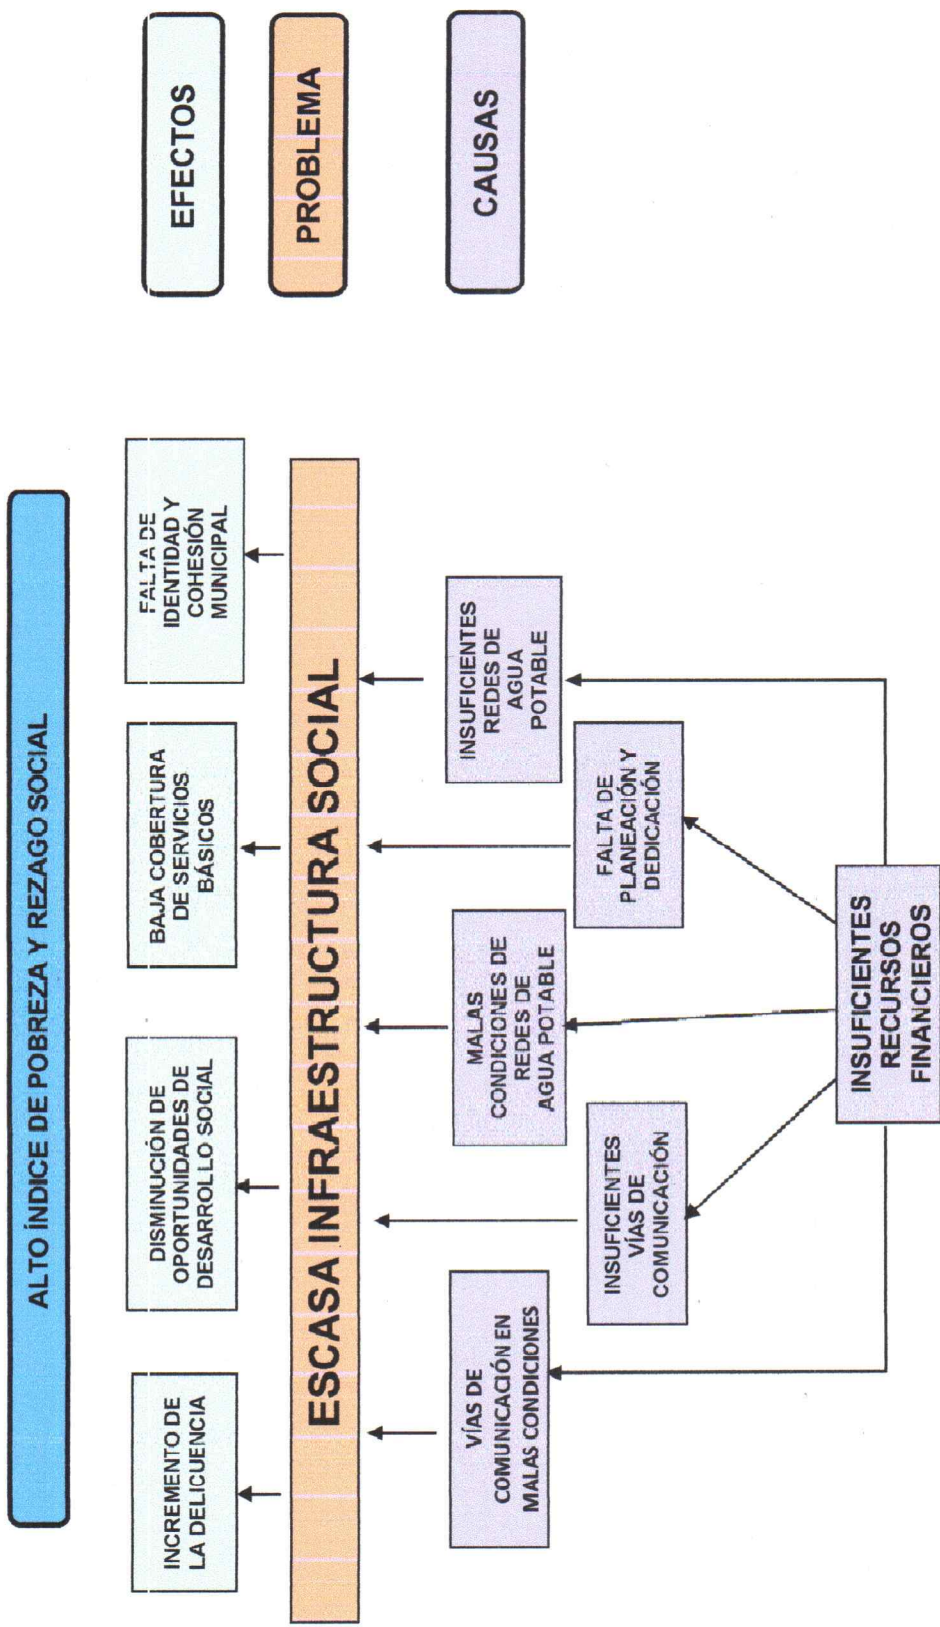 ALTO ÍNDICE DE POBREZA Y REZAGO SOCIAL
INCREMENTO DE
LA DELICUENCIA
DISMINUCIÓN DE
OPORTUNIDADES DE
DESARROLLO SOCIAL
BAJA COBERTURA
DE SERVICIOS
BÁSICOS
FALTA DE
IDENTIDAD Y
COHESIÓN
MUNICIPAL
EFECTOS
ESCASA INFRAESTRUCTURA SOCIAL
PROBLEMA
VÍAS DE
COMUNICACIÓN EN
MALAS CONDICIONES
INSUFICIENTES
VÍAS DE
COMUNICACIÓN
MALAS
CONDICIONES DE
REDES DE
AGUA POTABLE
FALTA DE
PLANEACIÓN Y
DEDICACIÓN
INSUFICIENTES
REDES DE
AGUA
POTABLE
CAUSAS
INSUFICIENTES
RECURSOS
FINANCIEROS